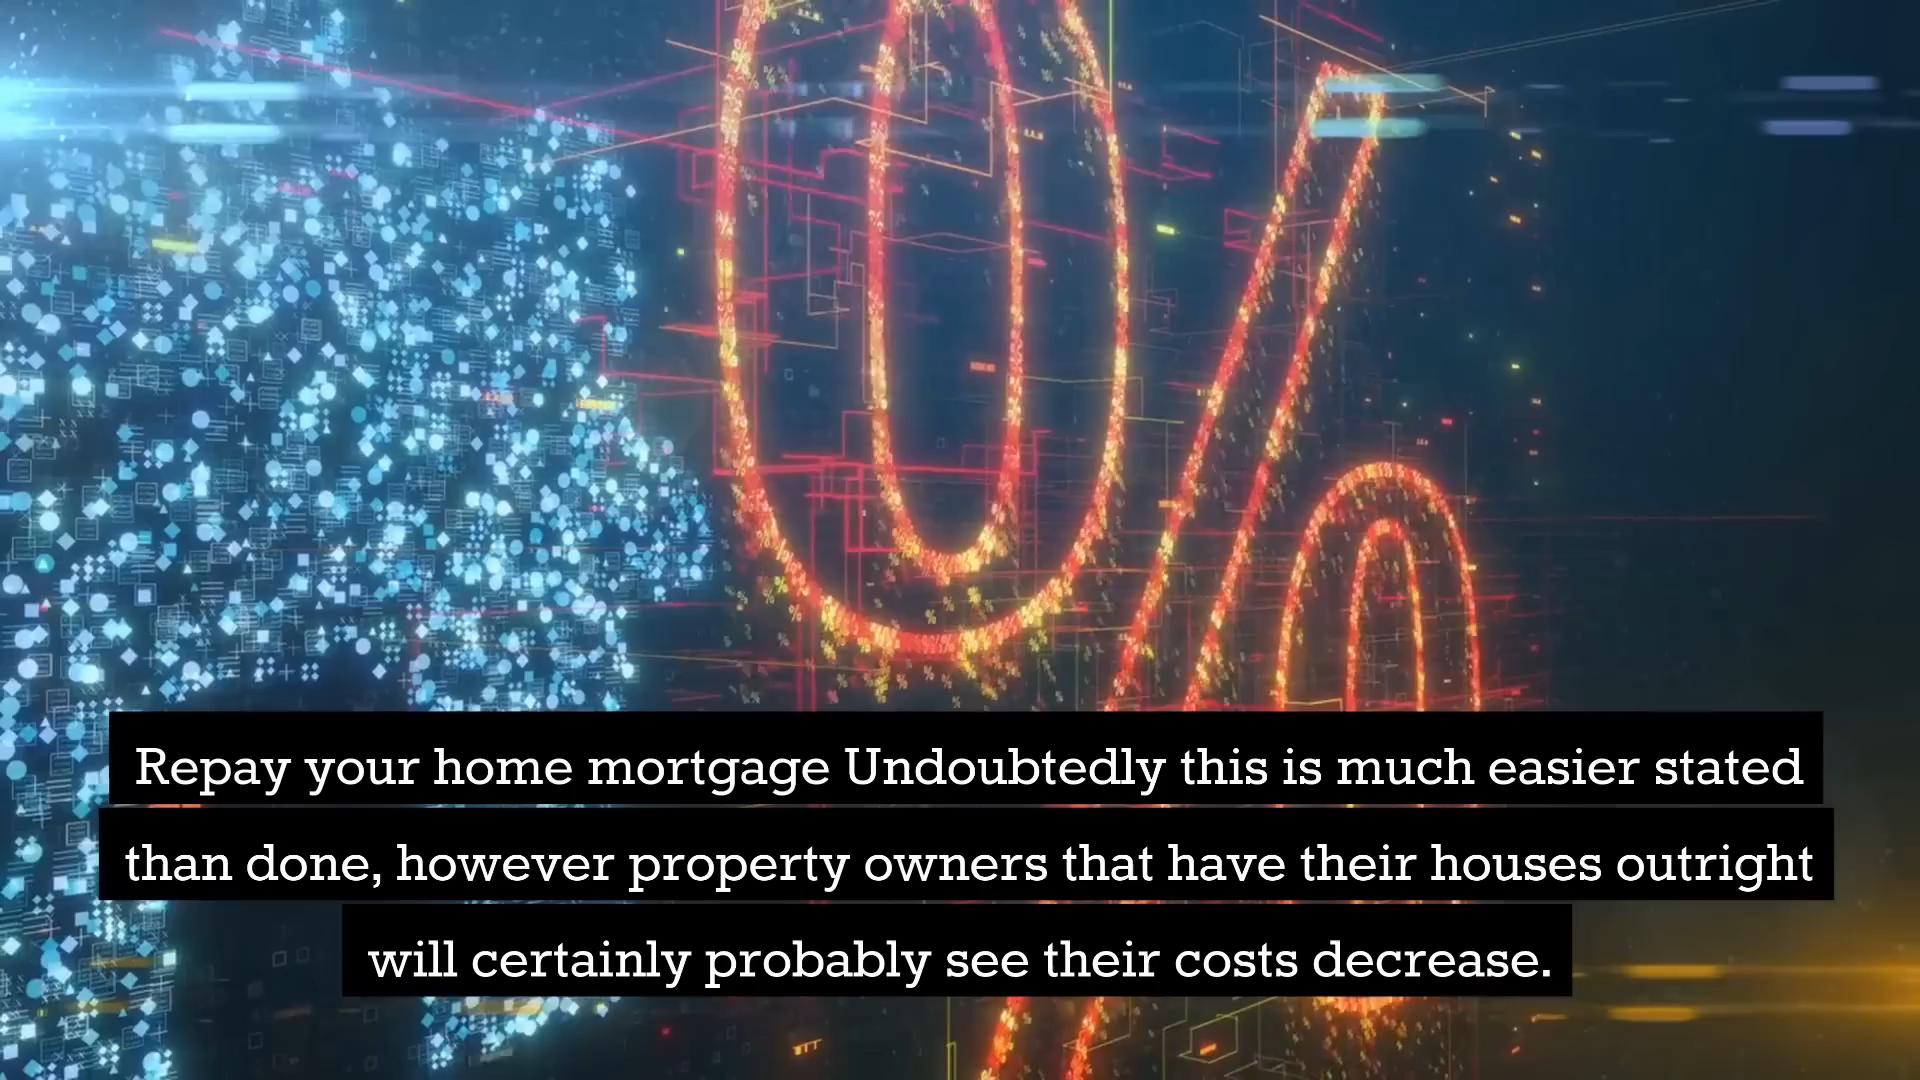 Repay your home mortgage Undoubtedly this is much easier stated
than done, however property owners that have their houses outright
will certainly probably see their costs decrease.